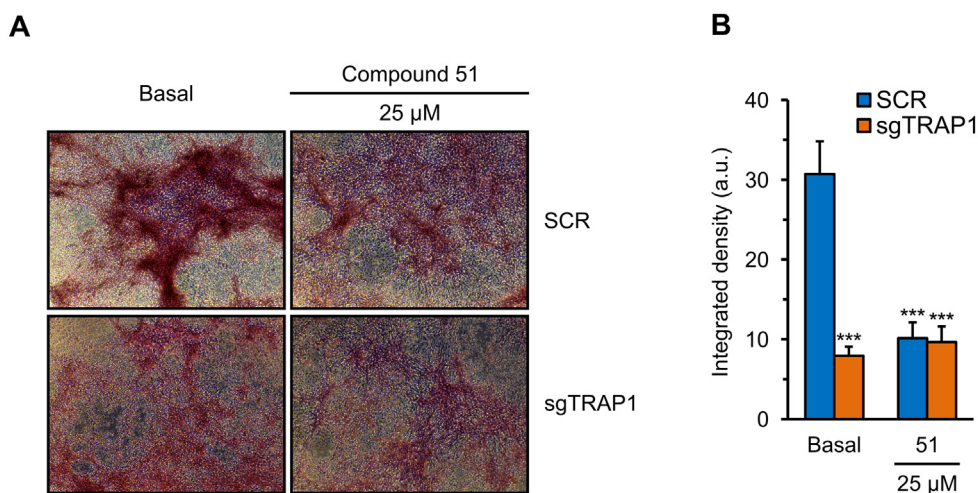 A
Basal
Compound 51
25 μM
SCR
sgTRAP1
B
SCR
sgTRAP1
Integrated density (a.u.)
40
30
20
10
0
***
*** ***
Basal
51
25 μM